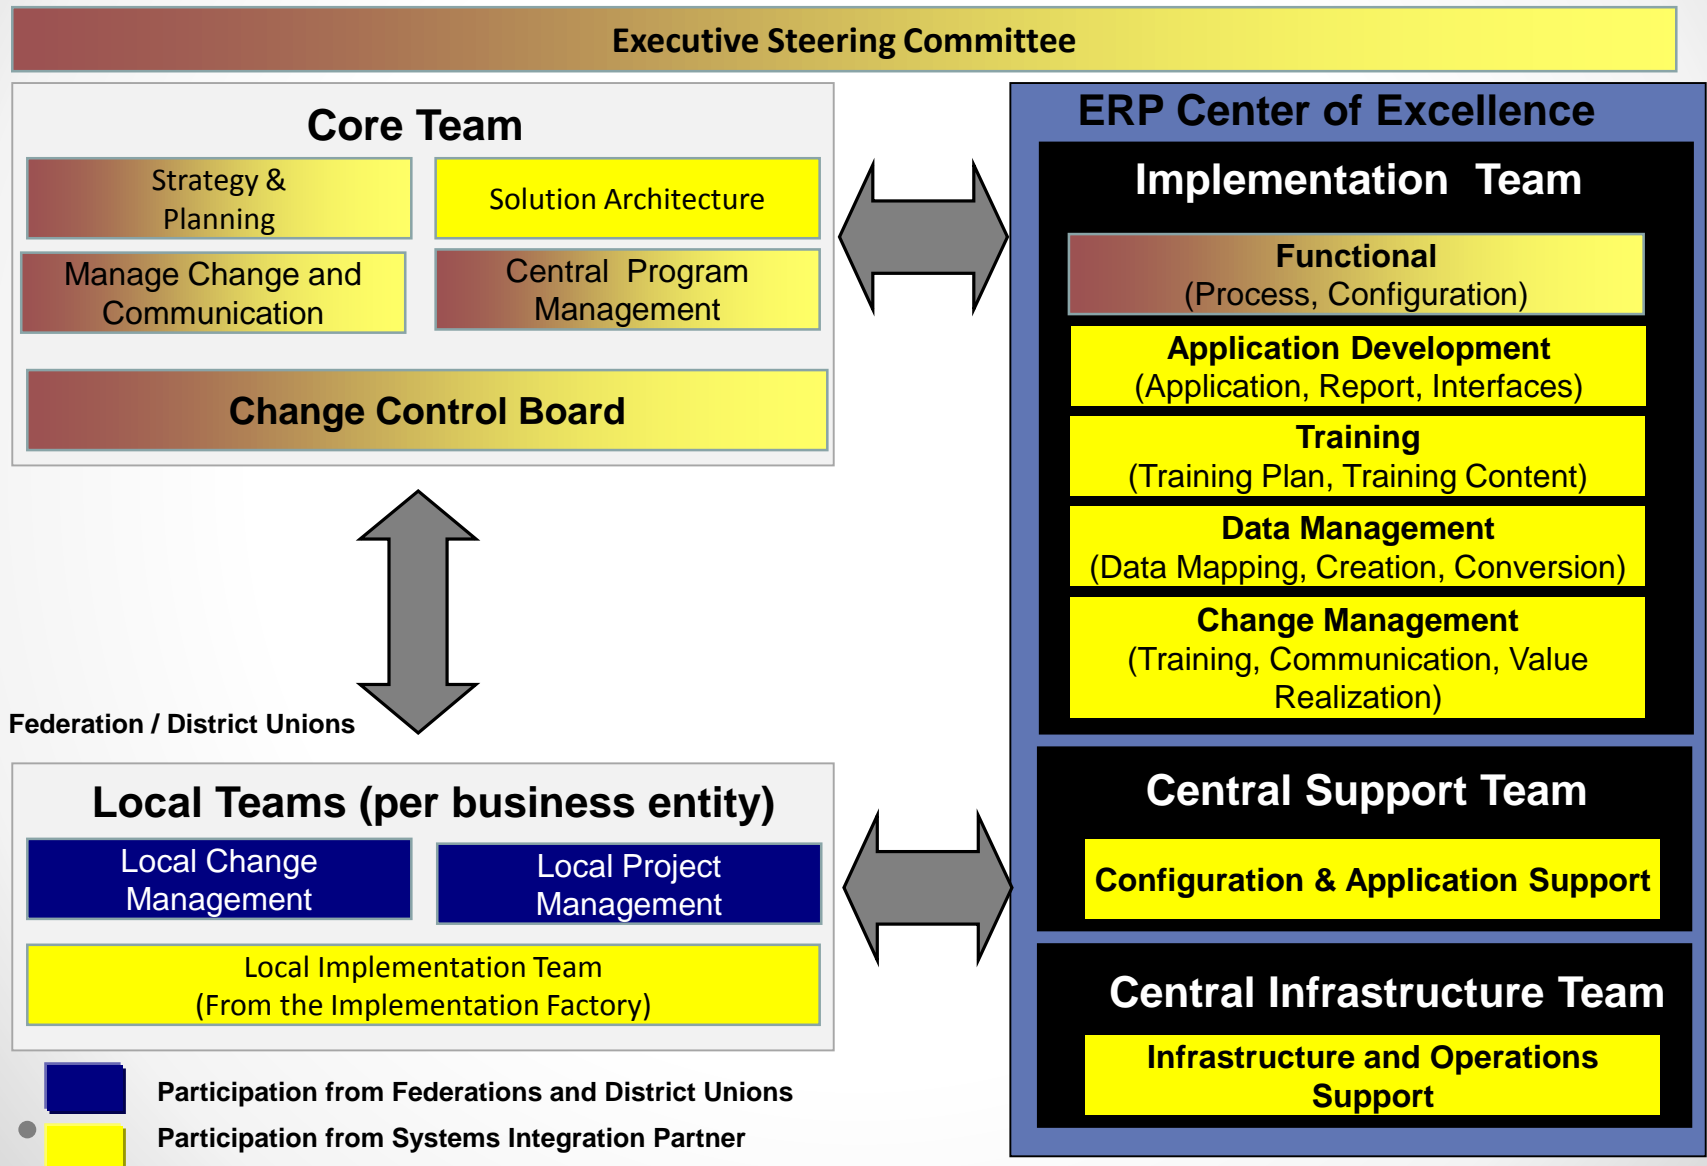 Executive Steering Committee
Core Team
Strategy &
Planning
Solution Architecture
Manage Change and
Communication
Central Program
Management
Change Control Board
Federation / District Unions
Local Teams (per business entity)
Local Change
Management
Local Project
Management
Local Implementation Team
(From the Implementation Factory)
Participation from Federations and District Unions
Participation from Systems Integration Partner
ERP Center of Excellence
Implementation Team
Functional
(Process, Configuration)
Application Development
(Application, Report, Interfaces)
Training
(Training Plan, Training Content)
Data Management
(Data Mapping, Creation, Conversion)
Change Management
(Training, Communication, Value
Realization)
Central Support Team
Configuration & Application Support
Central Infrastructure Team
Infrastructure and Operations
Support